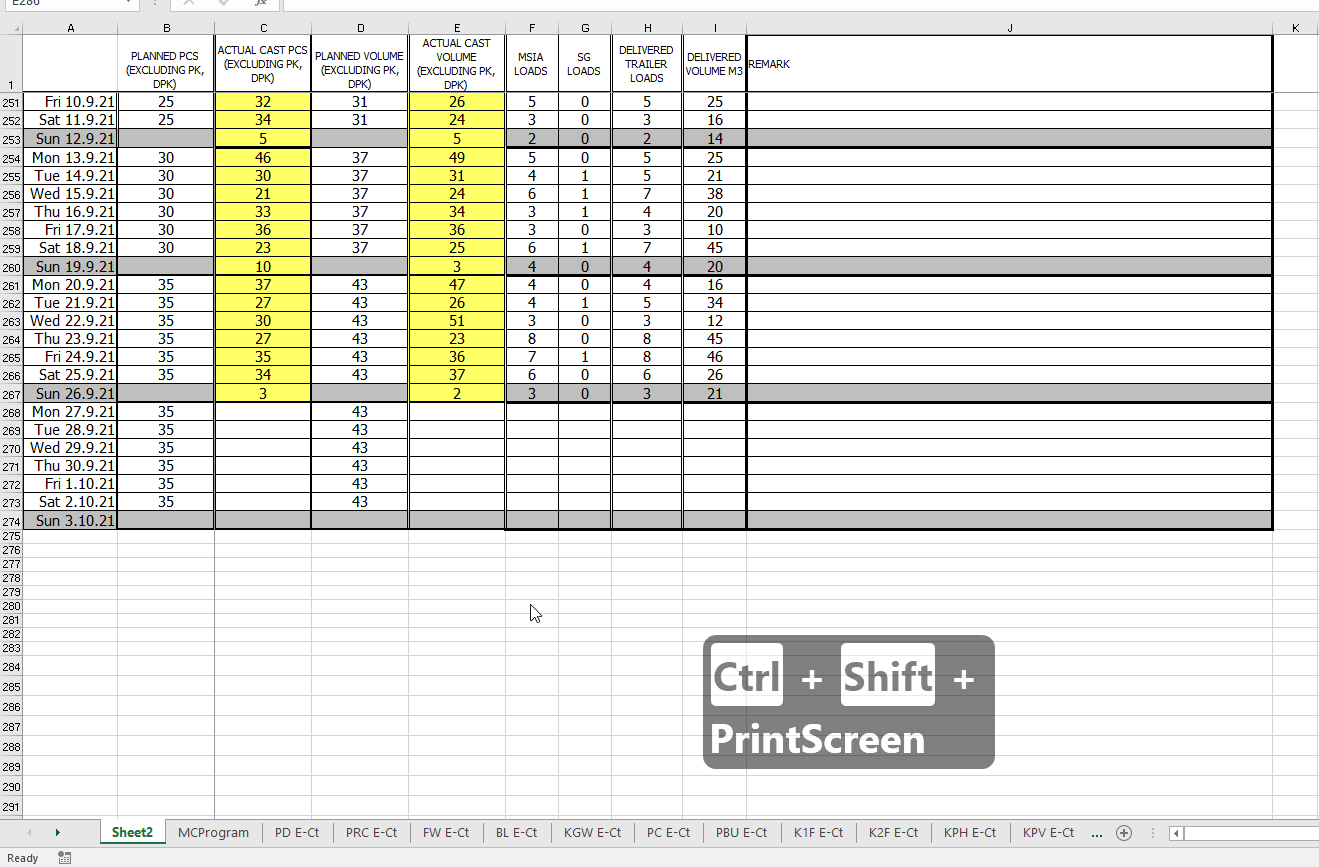 E286 fx
A B C D E F G H I J K
1 PLANNED PCS (EXCLUDING PK, DPK) ACTUAL CAST PCS (EXCLUDING PK, DPK) PLANNED VOLUME (EXCLUDING PK, DPK) ACTUAL CAST VOLUME (EXCLUDING PK, DPK) MSIA LOADS SG LOADS DELIVERED TRAILER LOADS DELIVERED VOLUME M3 REMARK
251 Fri 10.9.21 25 32 31 26 5 0 5 25
252 Sat 11.9.21 25 34 31 24 3 0 3 16
253 Sun 12.9.21 5 5 2 0 2 14
254 Mon 13.9.21 30 46 37 49 5 0 5 25
255 Tue 14.9.21 30 30 37 31 4 1 5 21
256 Wed 15.9.21 30 21 37 24 6 1 7 38
257 Thu 16.9.21 30 33 37 34 3 1 4 20
258 Fri 17.9.21 30 36 37 36 3 0 3 10
259 Sat 18.9.21 30 23 37 25 6 1 7 45
260 Sun 19.9.21 10 3 4 0 4 20
261 Mon 20.9.21 35 37 43 47 4 0 4 16
262 Tue 21.9.21 35 27 43 26 4 1 5 34
263 Wed 22.9.21 35 30 43 51 3 0 3 12
264 Thu 23.9.21 35 27 43 23 8 0 8 45
265 Fri 24.9.21 35 35 43 36 7 1 8 46
266 Sat 25.9.21 35 34 43 37 6 0 6 26
267 Sun 26.9.21 3 2 3 0 3 21
268 Mon 27.9.21 35 43
269 Tue 28.9.21 35 43
270 Wed 29.9.21 35 43
271 Thu 30.9.21 35 43
272 Fri 1.10.21 35 43
273 Sat 2.10.21 35 43
274 Sun 3.10.21
275
276
277
278
279
280
281
282
283
284
285
286
287
288
289
290
291
Ctrl + Shift +
PrintScreen
Sheet2 MCProgram PD E-Ct PRC E-Ct FW E-Ct BL E-Ct KGW E-Ct PC E-Ct PBU E-Ct K1F E-Ct K2F E-Ct KPH E-Ct KPV E-Ct ...
Ready